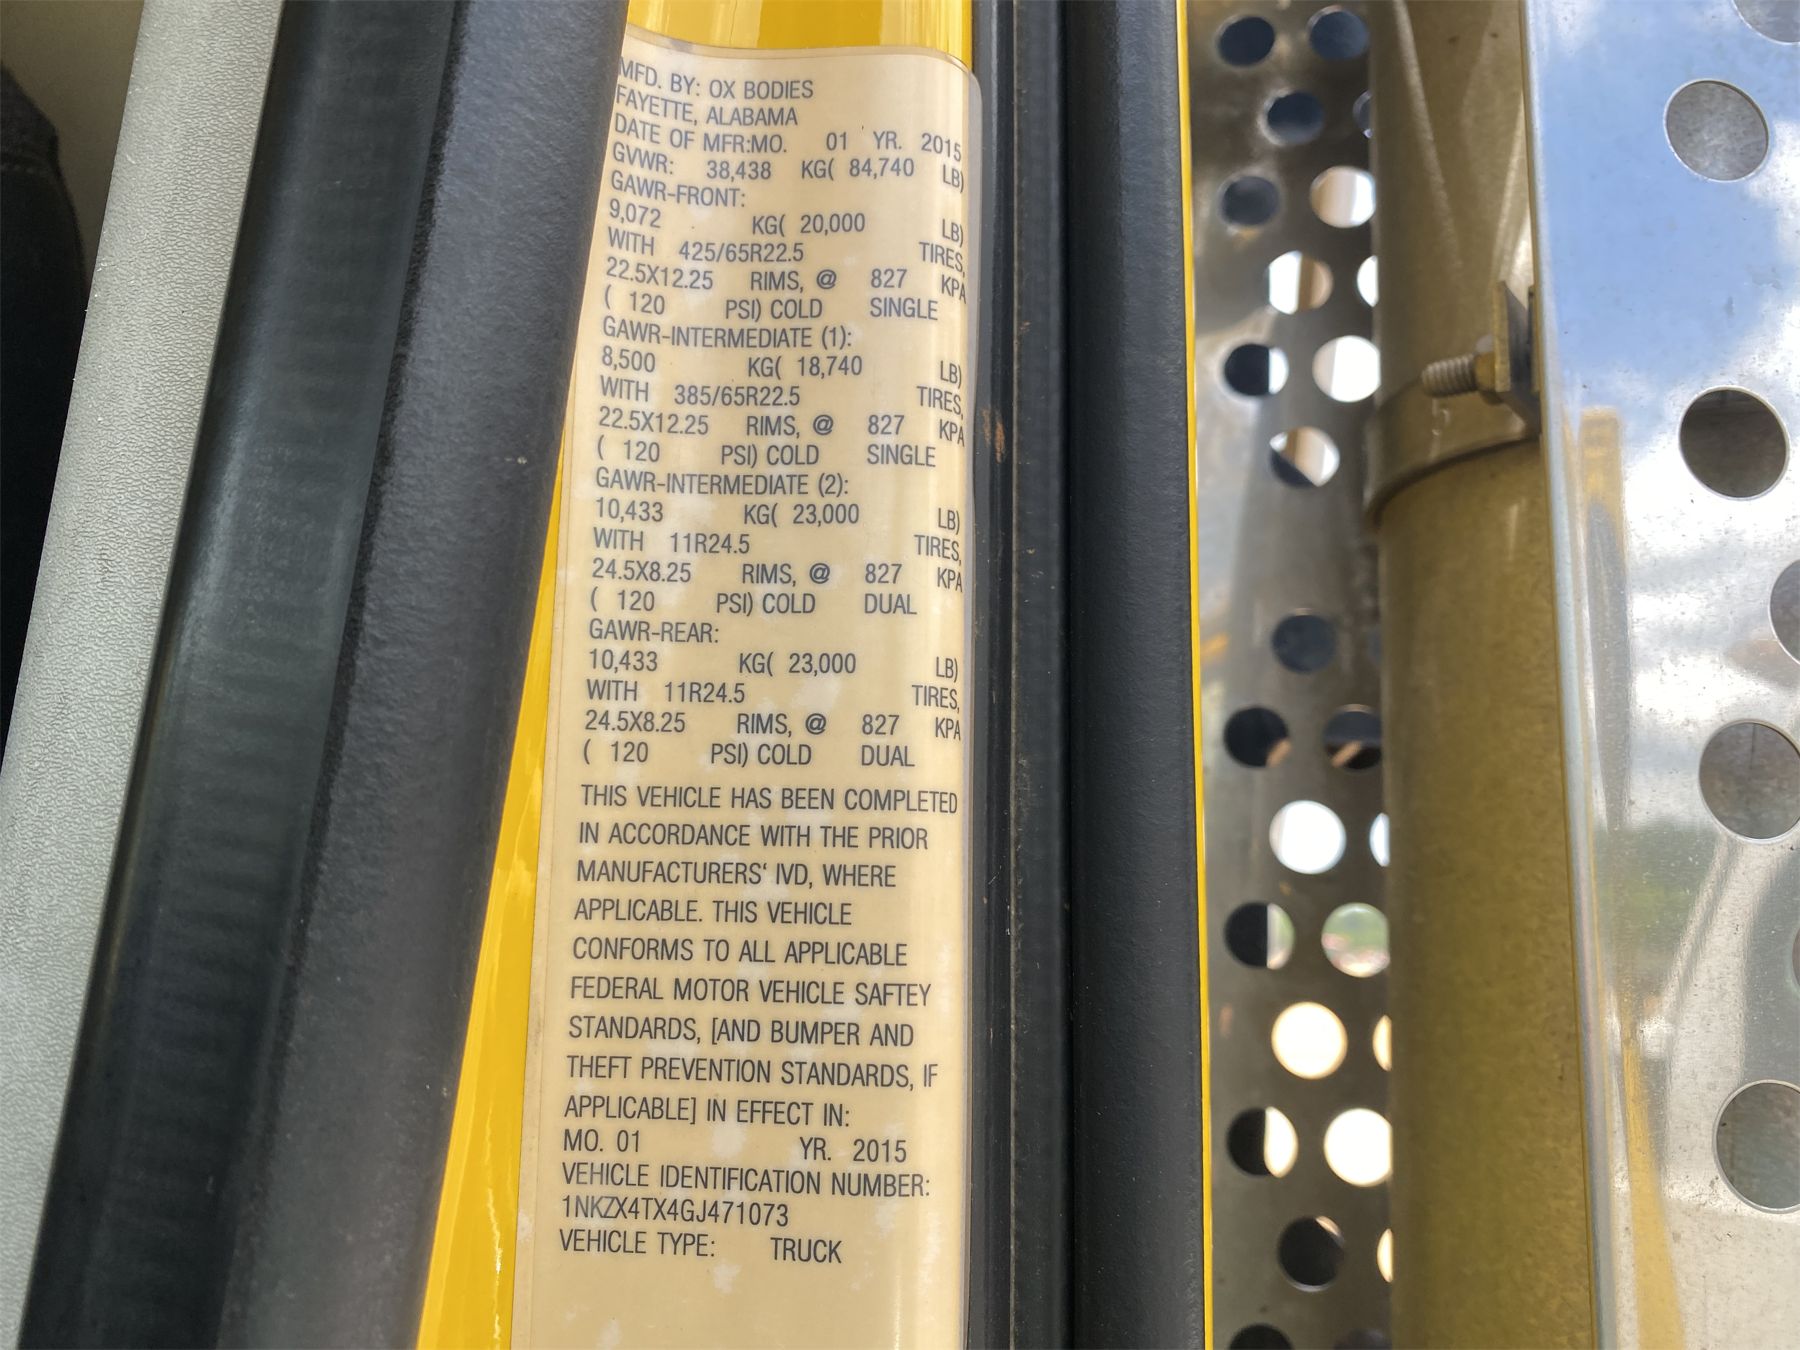 MFD. BY: OX BODIES
FAYETTE, ALABAMA
DATE OF MFR:MO. 01 YR. 2015
GVWR: 38,438 KG( 84,740 LB)
GAWR-FRONT:
9,072 KG( 20,000 LB)
WITH 425/65R22.5 TIRES,
22.5X12.25 RIMS, @ 827 KPA
( 120 PSI) COLD SINGLE
GAWR-INTERMEDIATE (1):
8,500 KG( 18,740 LB)
WITH 385/65R22.5 TIRES,
22.5X12.25 RIMS, @ 827 KPA
( 120 PSI) COLD SINGLE
GAWR-INTERMEDIATE (2):
10,433 KG( 23,000 LB)
WITH 11R24.5 TIRES,
24.5X8.25 RIMS, @ 827 KPA
( 120 PSI) COLD DUAL
GAWR-REAR:
10,433 KG( 23,000 LB)
WITH 11R24.5 TIRES,
24.5X8.25 RIMS, @ 827 KPA
( 120 PSI) COLD DUAL
THIS VEHICLE HAS BEEN COMPLETED
IN ACCORDANCE WITH THE PRIOR
MANUFACTURERS' IVD, WHERE
APPLICABLE. THIS VEHICLE
CONFORMS TO ALL APPLICABLE
FEDERAL MOTOR VEHICLE SAFTEY
STANDARDS, [AND BUMPER AND
THEFT PREVENTION STANDARDS, IF
APPLICABLE] IN EFFECT IN:
MO. 01 YR. 2015
VEHICLE IDENTIFICATION NUMBER:
1NKZX4TX4GJ471073
VEHICLE TYPE: TRUCK